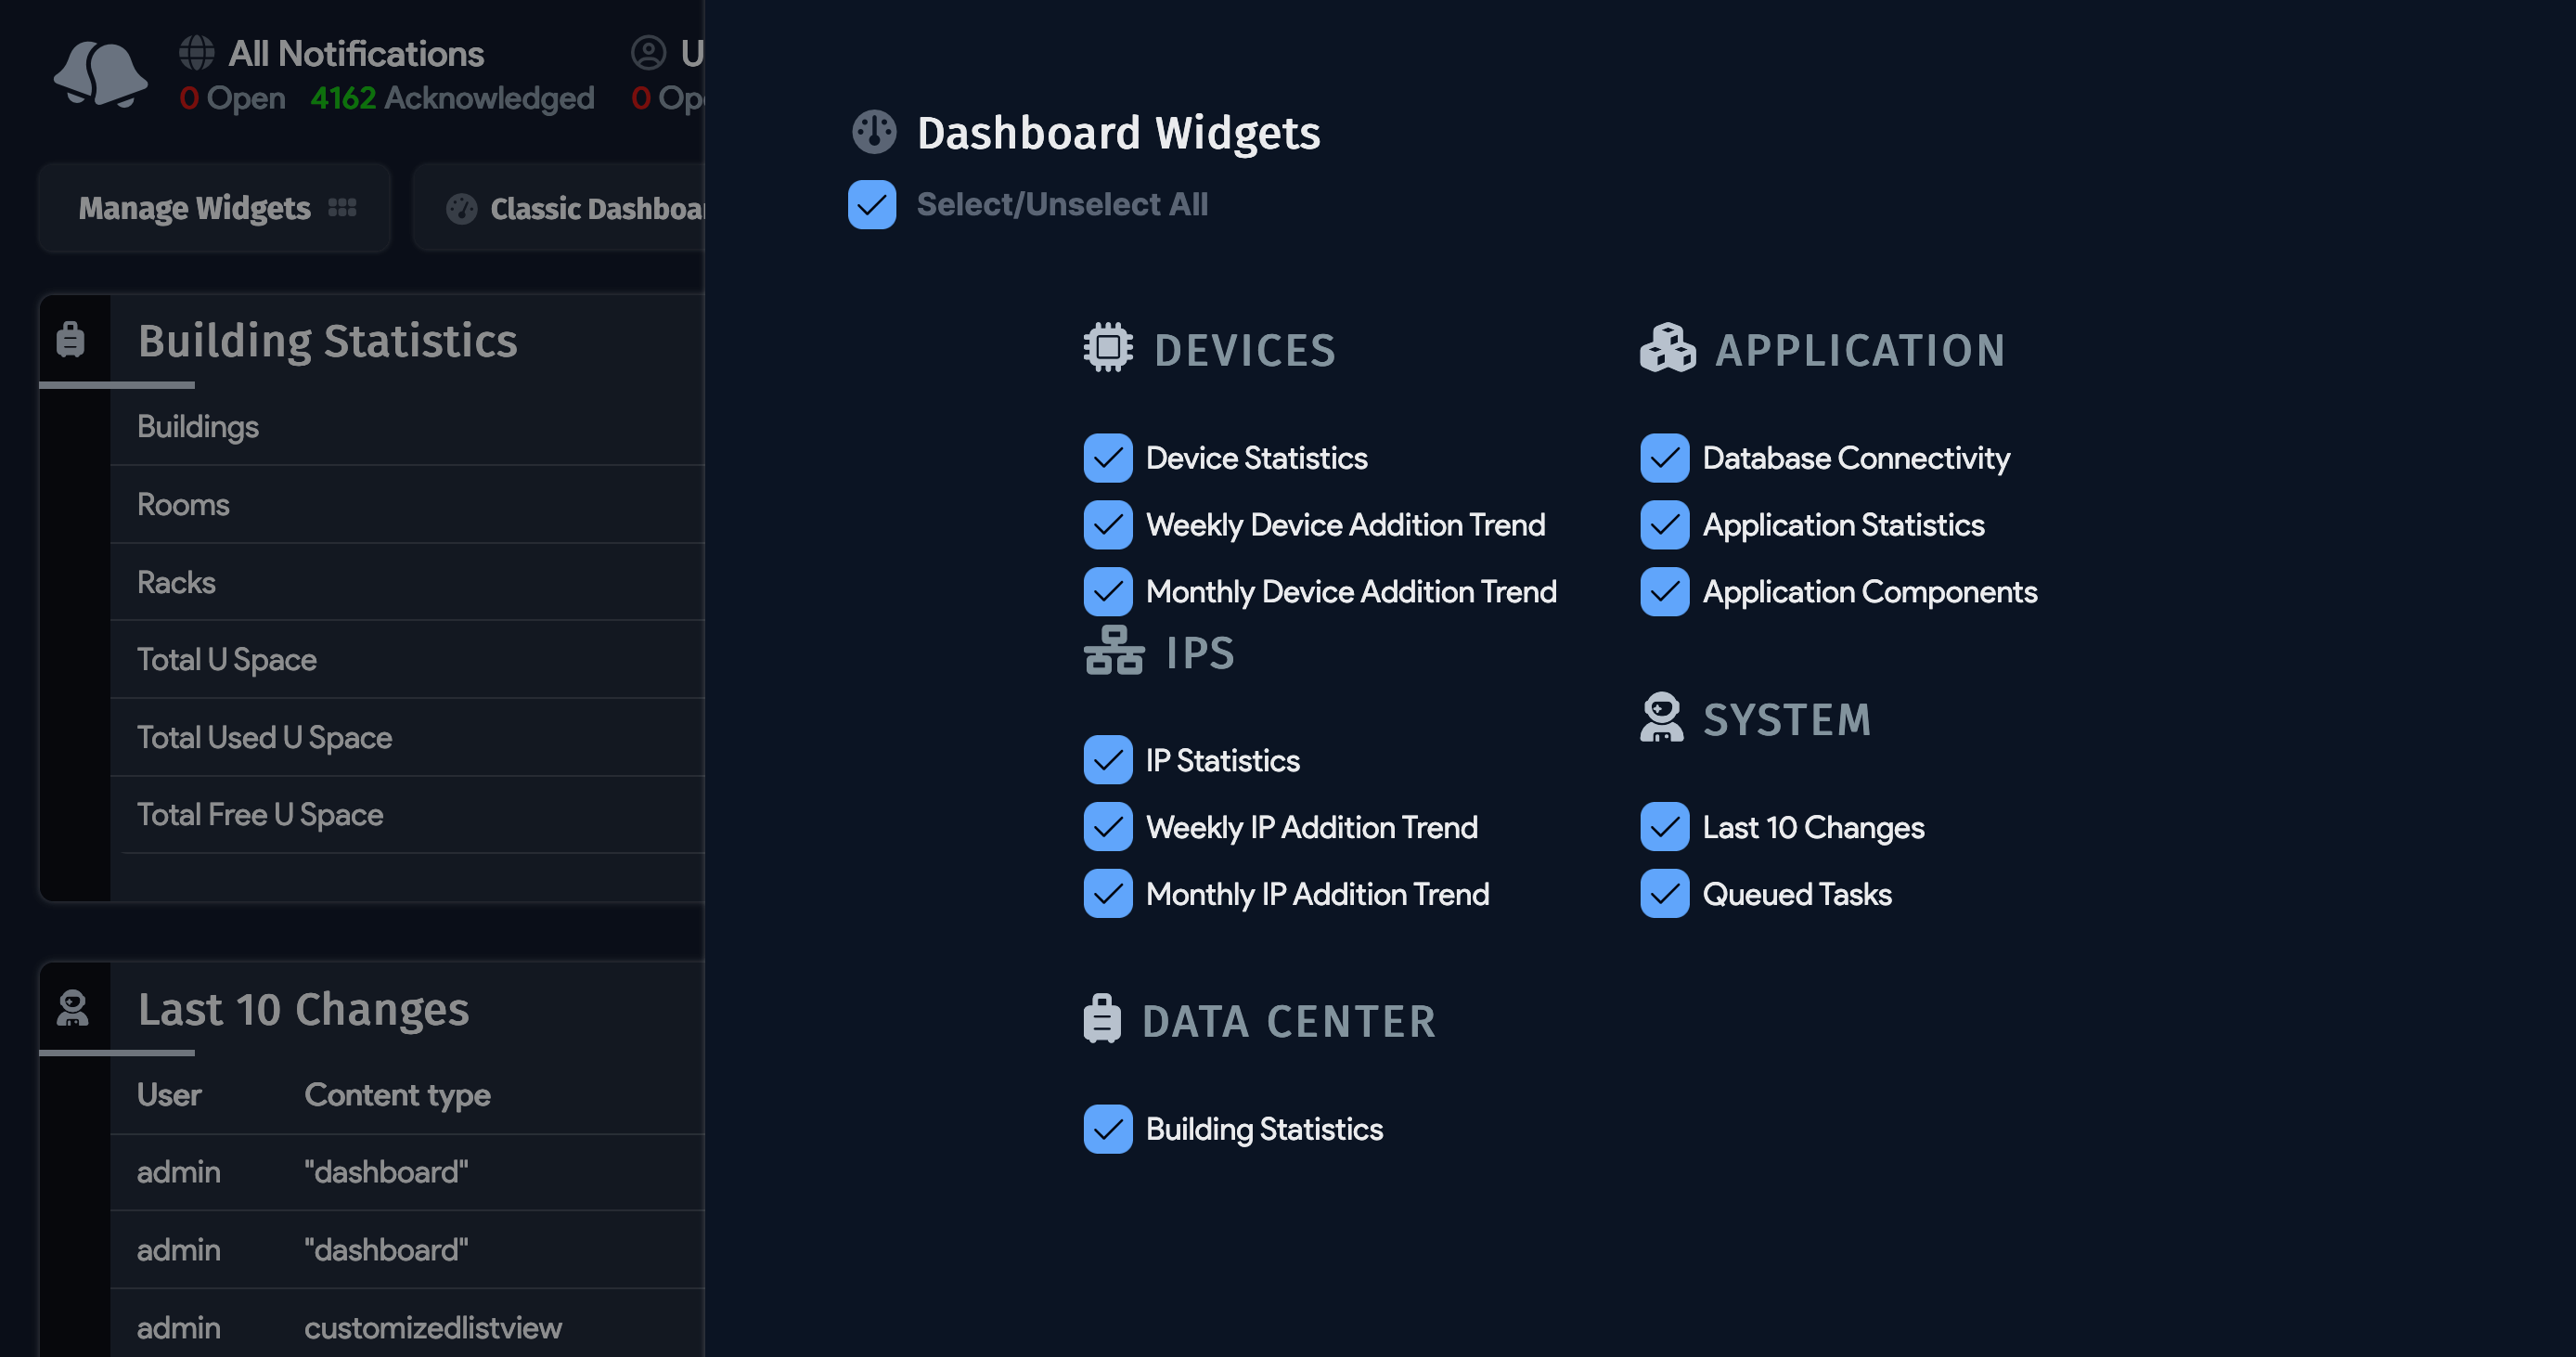 All Notifications
0 Open 4162 Acknowledged
0
Manage Widgets
Classic
Building Statistics
Buildings
Rooms
Racks
Total U Space
Total Used U Space
Total Free U Space
Last 10 Changes
User Content type
admin "dashboard"
admin "dashboard"
admin customizedlistview
Dashboard Widgets
Select/Unselect All
DEVICES
Device Statistics
Weekly Device Addition Trend
Monthly Device Addition Trend
IPS
IP Statistics
Weekly IP Addition Trend
Monthly IP Addition Trend
DATA CENTER
Building Statistics
APPLICATION
Database Connectivity
Application Statistics
Application Components
SYSTEM
Last 10 Changes
Queued Tasks